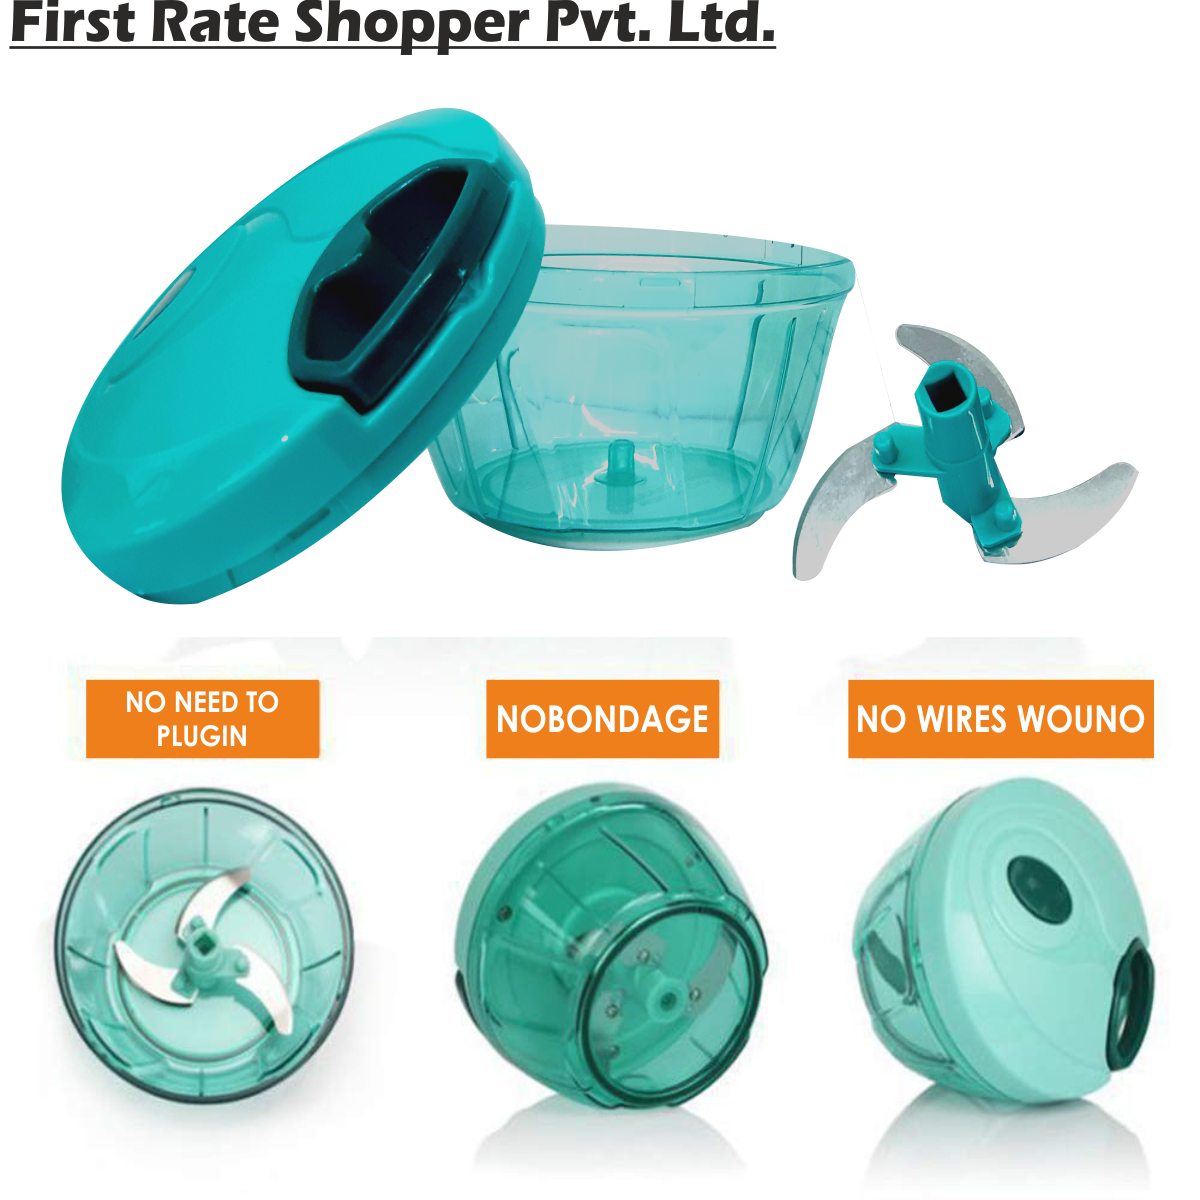 First Rate Shopper Pvt. Ltd.
NO NEED TO
PLUGIN
NOBONDAGE
NO WIRES WOUNO